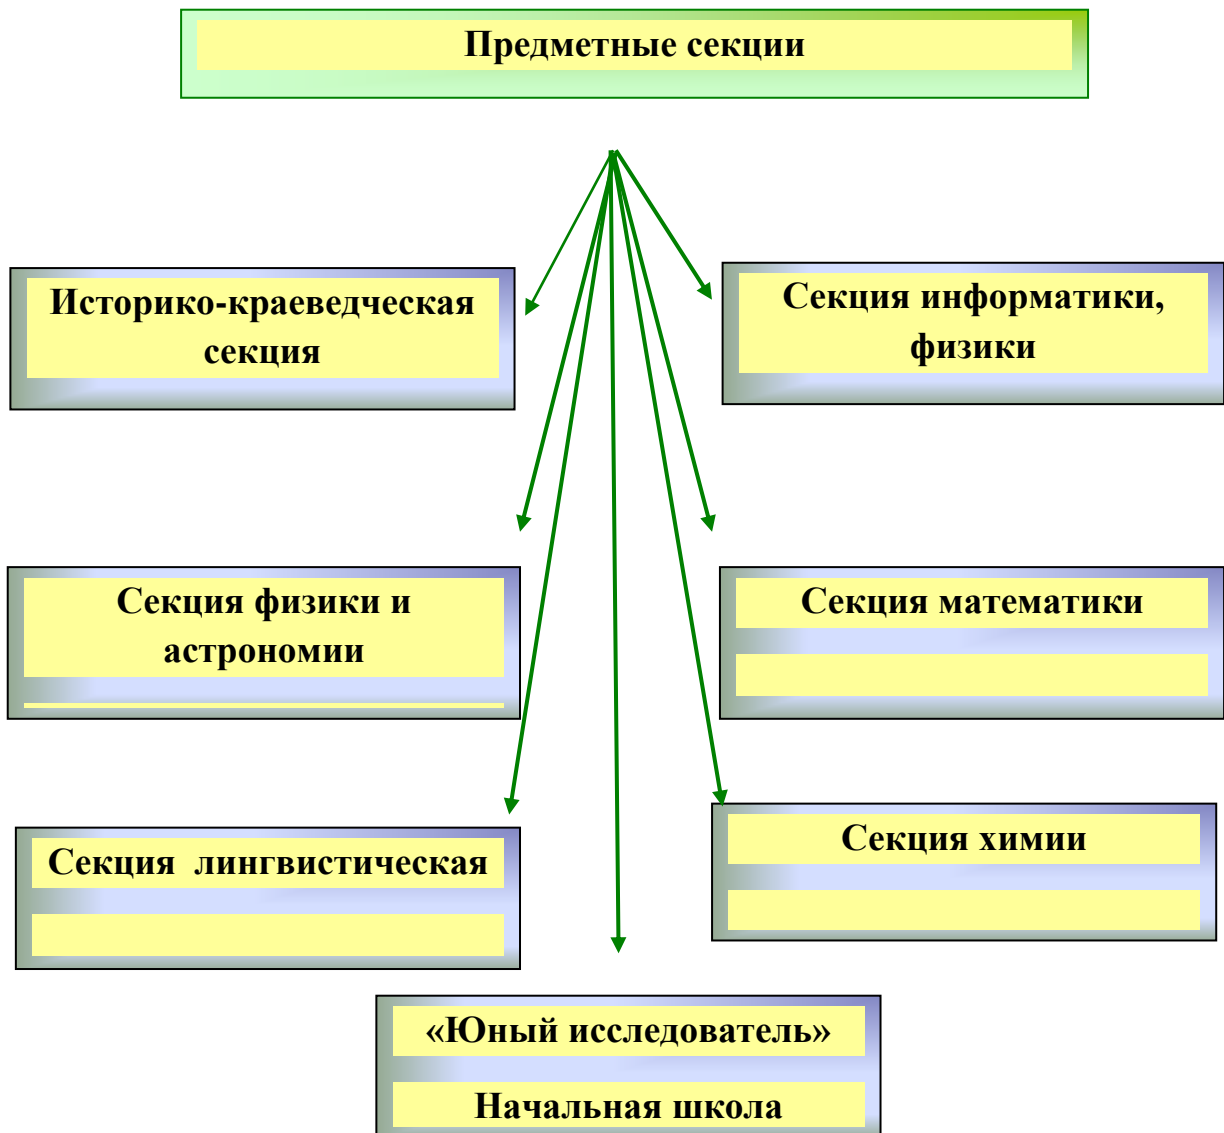 Предметные секции
Историко-краеведческая
секция
Секция информатики,
физики
Секция физики и
астрономии
Секция математики
Секция лингвистическая
Секция химии
«Юный исследователь»
Начальная школа